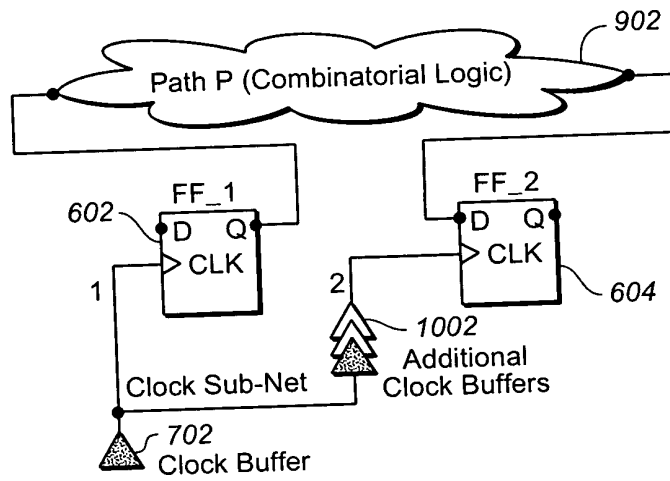 902
Path P (Combinatorial Logic)
FF_1
602
D Q
CLK
1
FF_2
D Q
CLK
604
2
1002
Additional
Clock Buffers
Clock Sub-Net
702
Clock Buffer